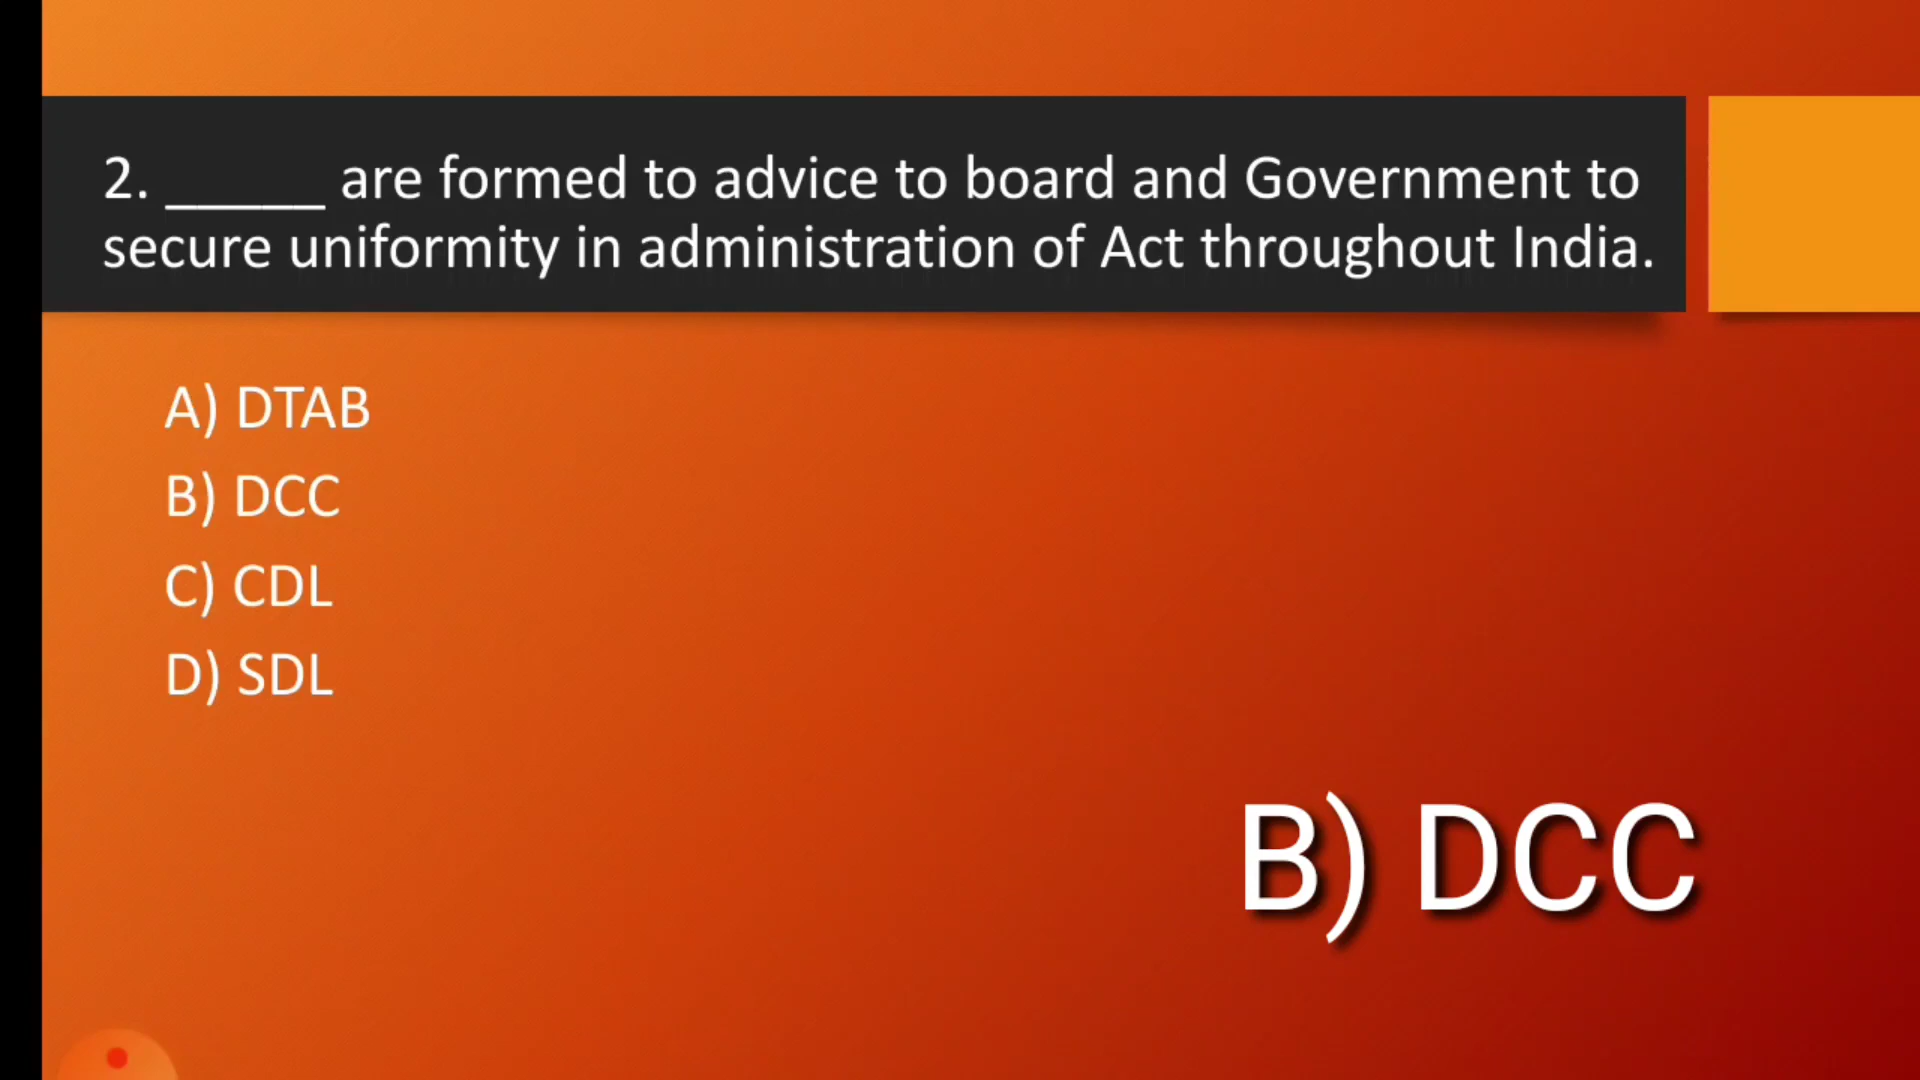 2. _____ are formed to advice to board and Government to
secure uniformity in administration of Act throughout India.
A) DTAB
B) DCC
C) CDL
D) SDL
B) DCC